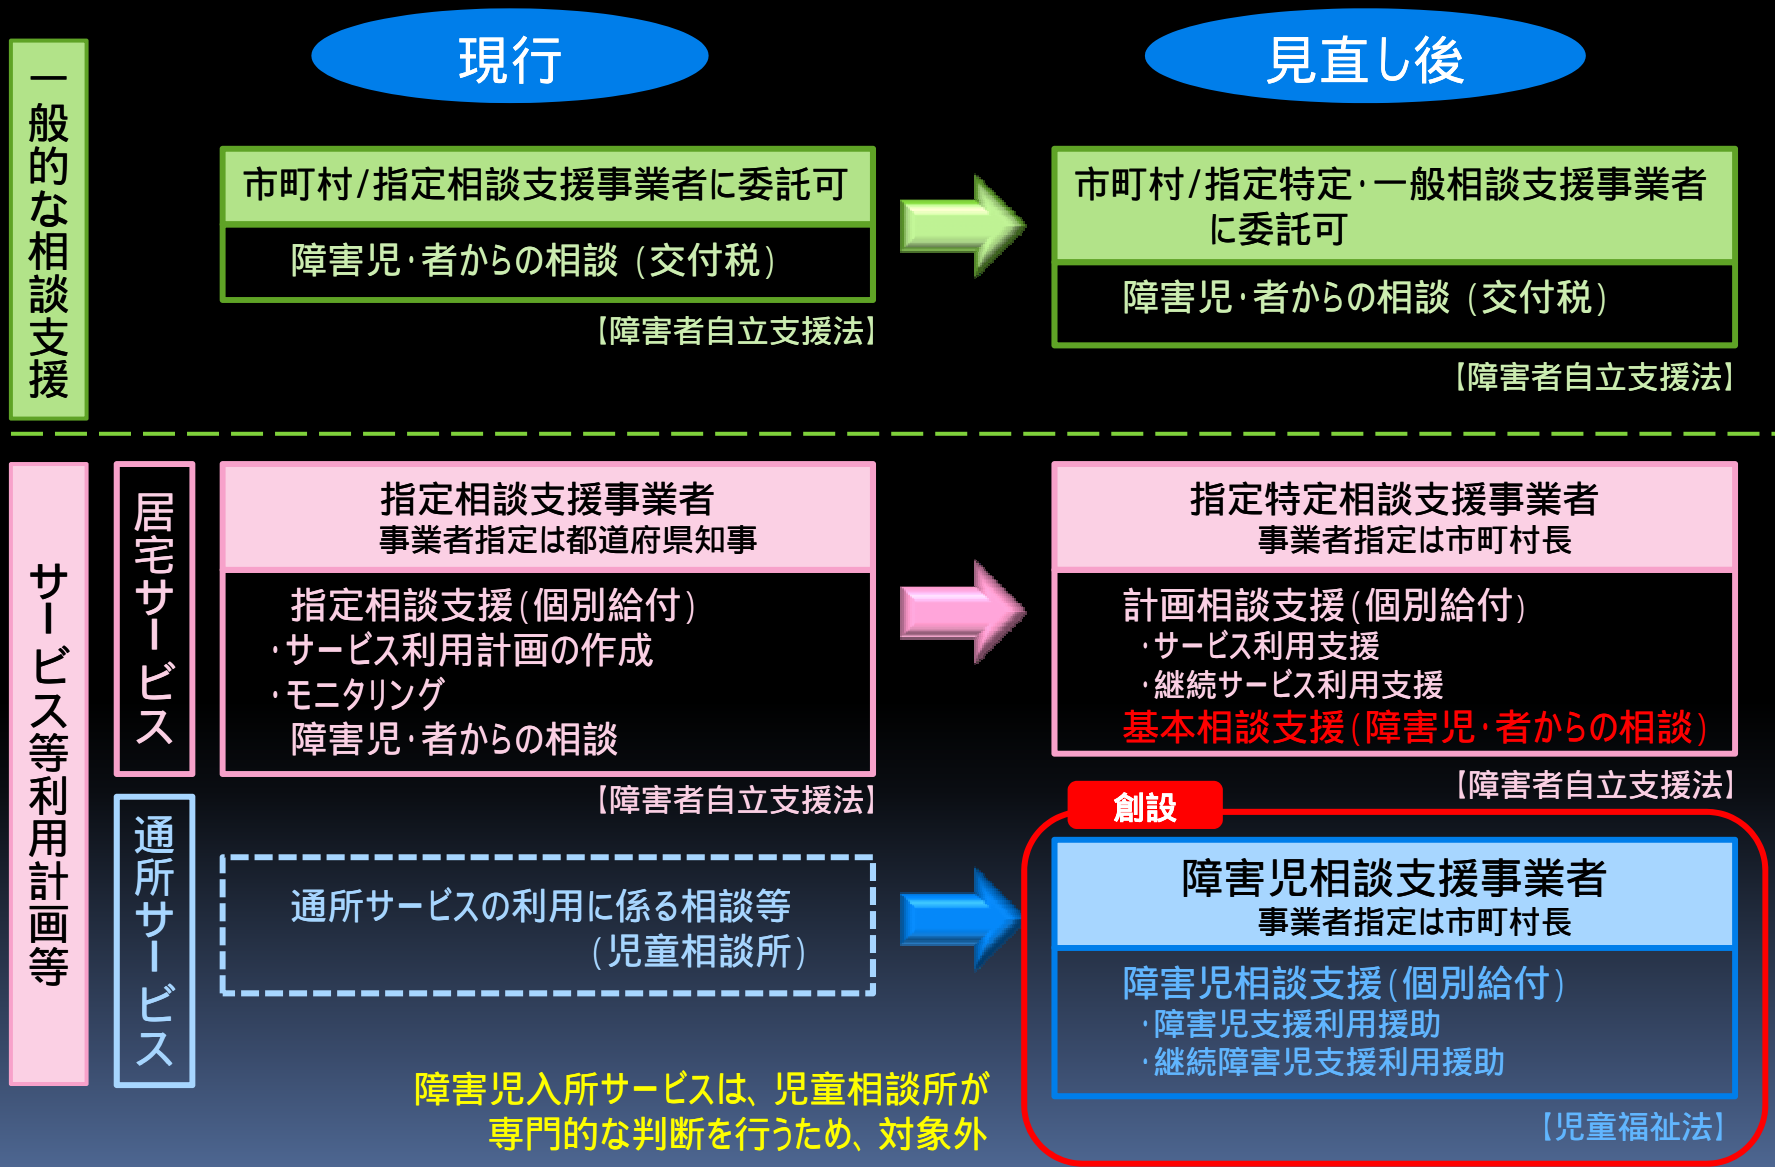 現行
見直し後
一般的な相談支援
市町村/指定相談支援事業者に委託可
障害児・者からの相談（交付税）
【障害者自立支援法】
市町村/指定特定・一般相談支援事業者
に委託可
障害児・者からの相談（交付税）
【障害者自立支援法】
サービス等利用計画等
居宅サービス
指定相談支援事業者
事業者指定は都道府県知事
指定相談支援(個別給付)
・サービス利用計画の作成
・モニタリング
障害児・者からの相談
【障害者自立支援法】
指定特定相談支援事業者
事業者指定は市町村長
計画相談支援(個別給付)
・サービス利用支援
・継続サービス利用支援
基本相談支援(障害児・者からの相談)
【障害者自立支援法】
通所サービス
通所サービスの利用に係る相談等
(児童相談所)
創設
障害児相談支援事業者
事業者指定は市町村長
障害児相談支援(個別給付)
・障害児支援利用援助
・継続障害児支援利用援助
【児童福祉法】
障害児入所サービスは、児童相談所が
専門的な判断を行うため、対象外